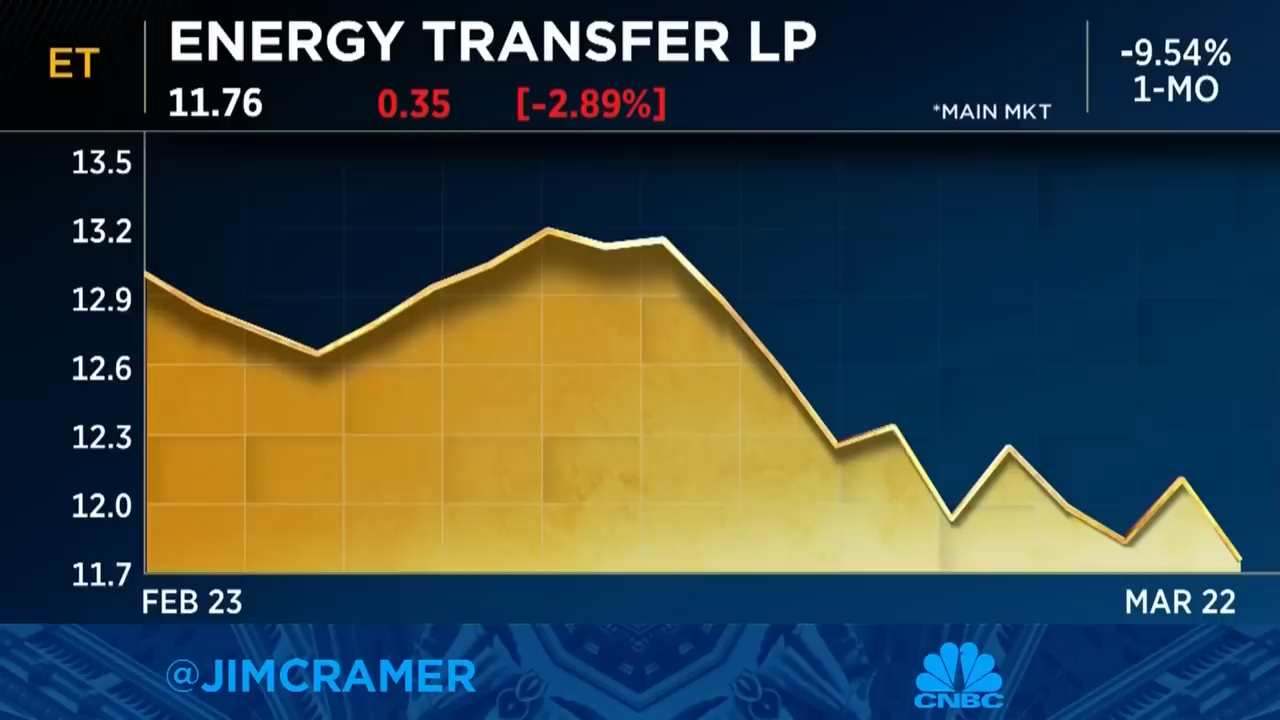 ET
ENERGY TRANSFER LP
11.76 0.35 [-2.89%]
*MAIN MKT
-9.54%
1-MO
13.5
13.2
12.9
12.6
12.3
12.0
11.7
FEB 23 MAR 22
@JIMCRAMER
CNBC